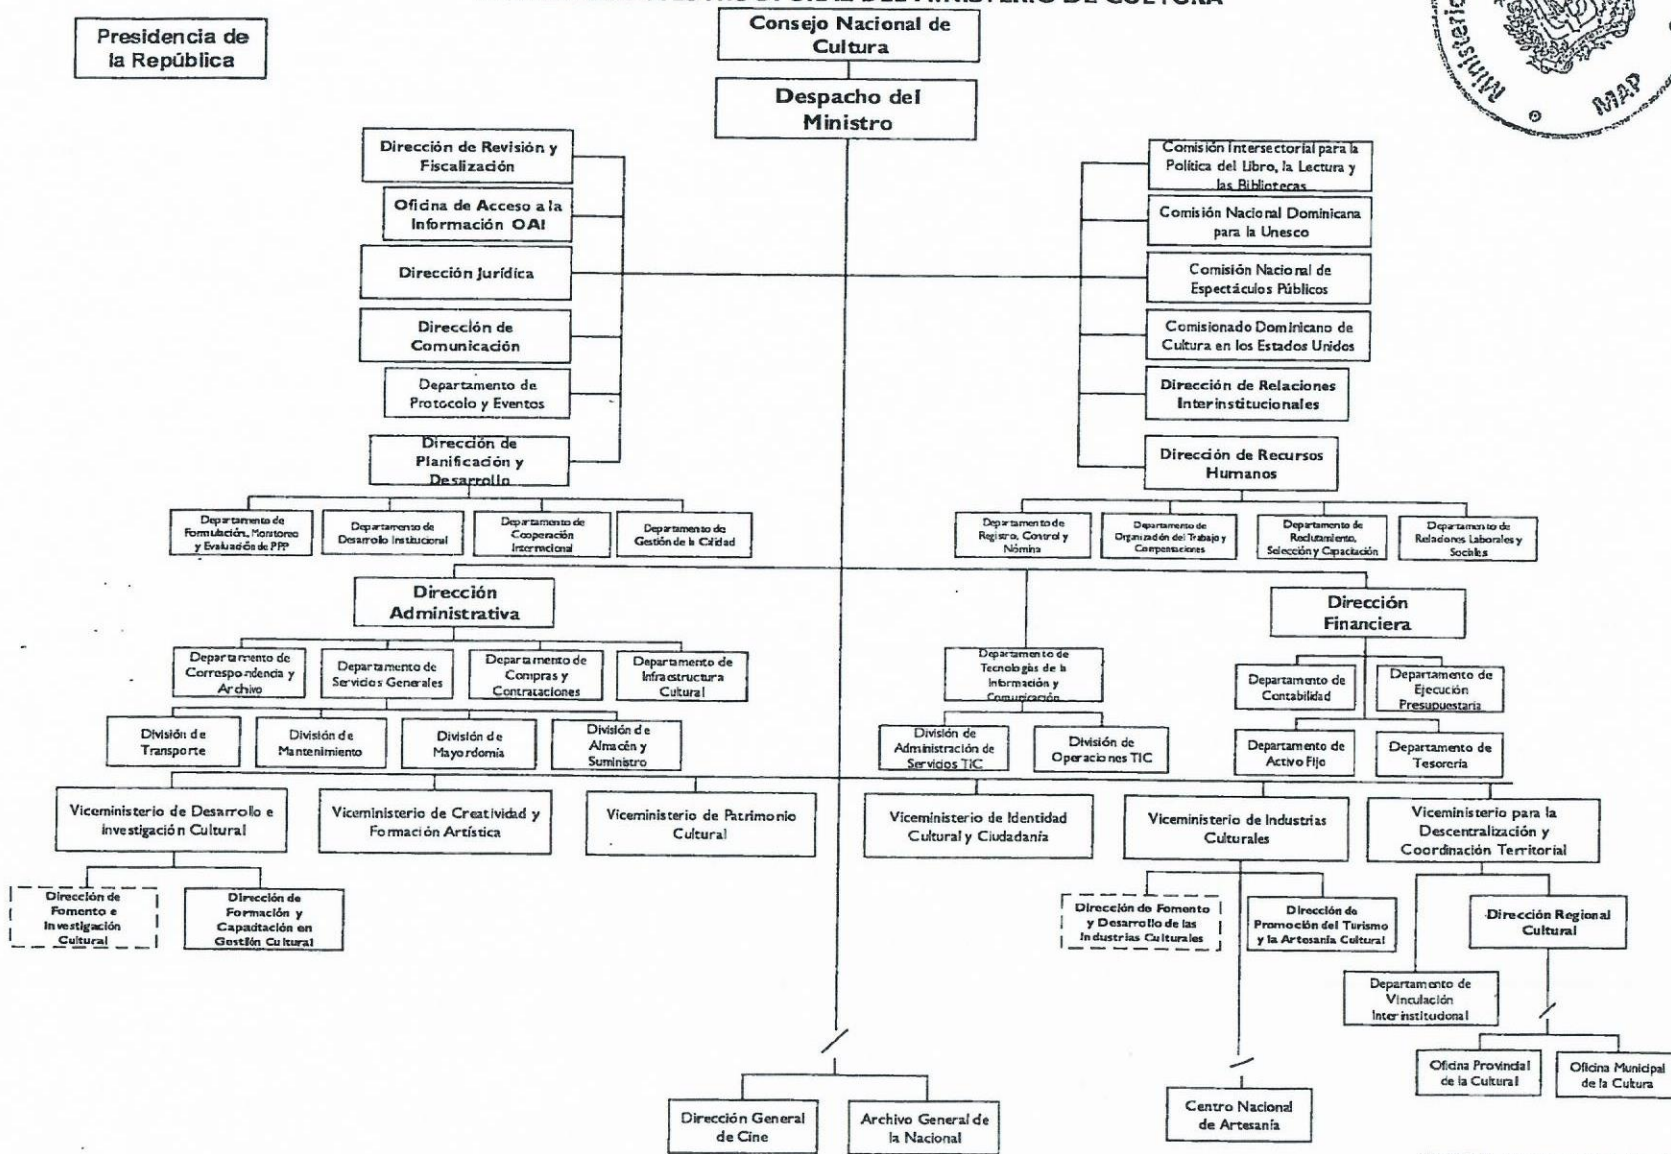 DEL MINISTERIO DE CULTURA
Presidencia de
la República
Consejo Nacional de
Cultura
Despacho del
Ministro
Ministerio
MAP
Dirección de Revisión y
Fiscalización
Oficina de Acceso a la
Información OAI
Dirección Jurídica
Dirección de
Comunicación
Departamento de
Protocolo y Eventos
Dirección de
Planificación y
Desarrollo
Comisión Intersectorial para la
Política del Libro, la Lectura y
las Bibliotecas
Comisión Nacional Dominicana
para la Unesco
Comisión Nacional de
Espectáculos Públicos
Comisionado Dominicano de
Cultura en los Estados Unidos
Dirección de Relaciones
Interinstitucionales
Dirección de Recursos
Humanos
Departamento de
Formulación, Monitoreo
y Evaluación de PPP
Departamento de
Desarrollo Institucional
Departamento de
Cooperación
Internacional
Departamento de
Gestión de la Calidad
Departamento de
Registro, Control y
Nómina
Departamento de
Organización del Trabajo y
Compensaciones
Departamento de
Reclutamiento,
Selección y Capacitación
Departamento de
Relaciones Laborales y
Sociales
Dirección
Administrativa
Dirección
Financiera
Departamento de
Correspondencia y
Archivo
Departamento de
Servicios Generales
Departamento de
Compras y
Contrataciones
Departamento de
Infraestructura
Cultural
Departamento de
Tecnologías de la
Información y
Comunicación
Departamento de
Contabilidad
Departamento de
Ejecución
Presupuestaria
División de
Transporte
División de
Mantenimiento
División de
Mayordomía
División de
Almacén y
Suministro
División de
Administración de
Servicios TIC
División de
Operaciones TIC
Departamento de
Activo Fijo
Departamento de
Tesorería
Viceministerio de Desarrollo e
Investigación Cultural
Viceministerio de Creatividad y
Formación Artística
Viceministerio de Patrimonio
Cultural
Viceministerio de Identidad
Cultural y Ciudadanía
Viceministerio de Industrias
Culturales
Viceministerio para la
Descentralización y
Coordinación Territorial
Dirección de
Fomento e
Investigación
Cultural
Dirección de
Formación y
Capacitación en
Gestión Cultural
Dirección de Fomento
y Desarrollo de las
Industrias Culturales
Dirección de
Promoción del Turismo
y la Artesanía Cultural
Dirección Regional
Cultural
Departamento de
Vinculación
Interinstitucional
Oficina Provincial
de la Cultural
Oficina Municipal
de la Cultura
Dirección General
de Cine
Archivo General de
la Nacional
Centro Nacional
de Artesanía